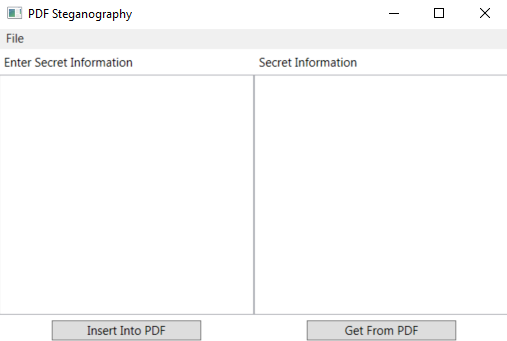 PDF Steganography
File
Enter Secret Information
Secret Information
Insert Into PDF
Get From PDF